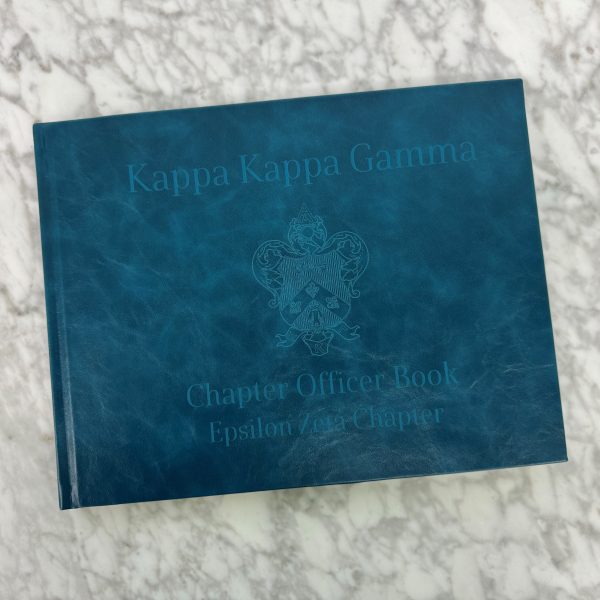 Kappa Kappa Gamma
Chapter Officer Book
Epsilon Zeta Chapter